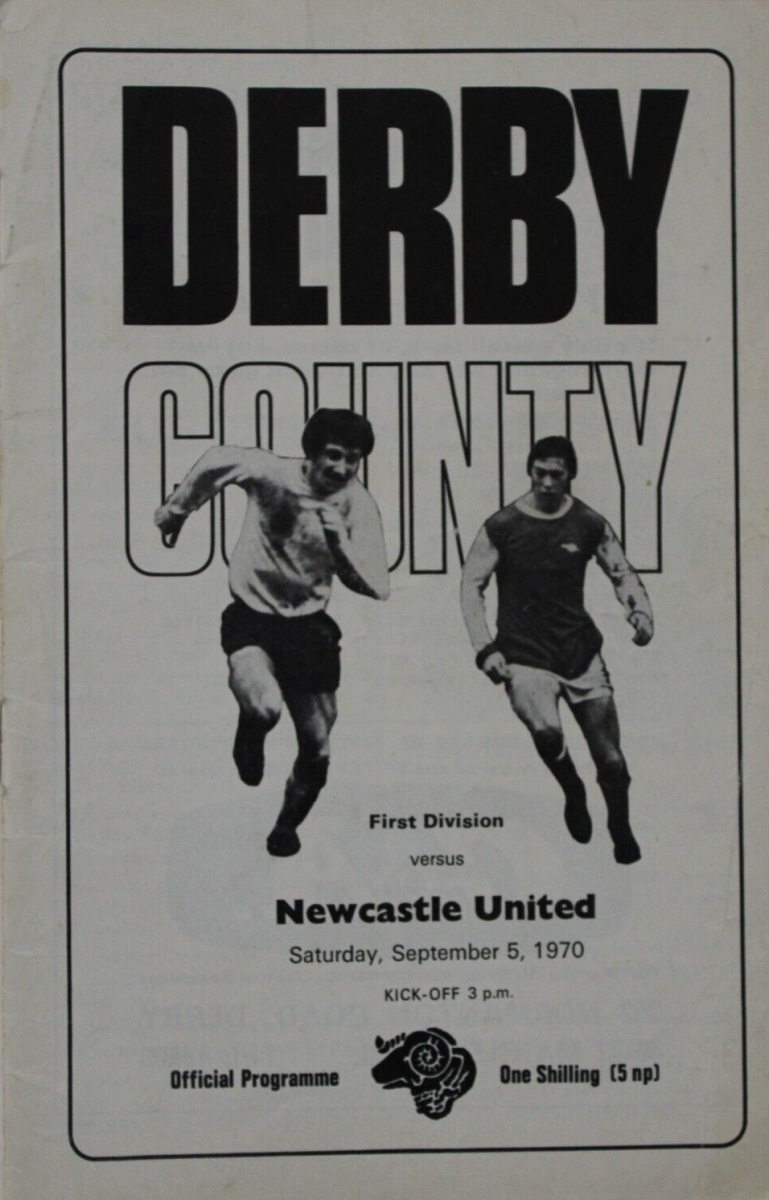 DERBY
COUNTY
First Division
versus
Newcastle United
Saturday, September 5, 1970
KICK-OFF 3 p.m.
Official Programme
One Shilling (5 np)